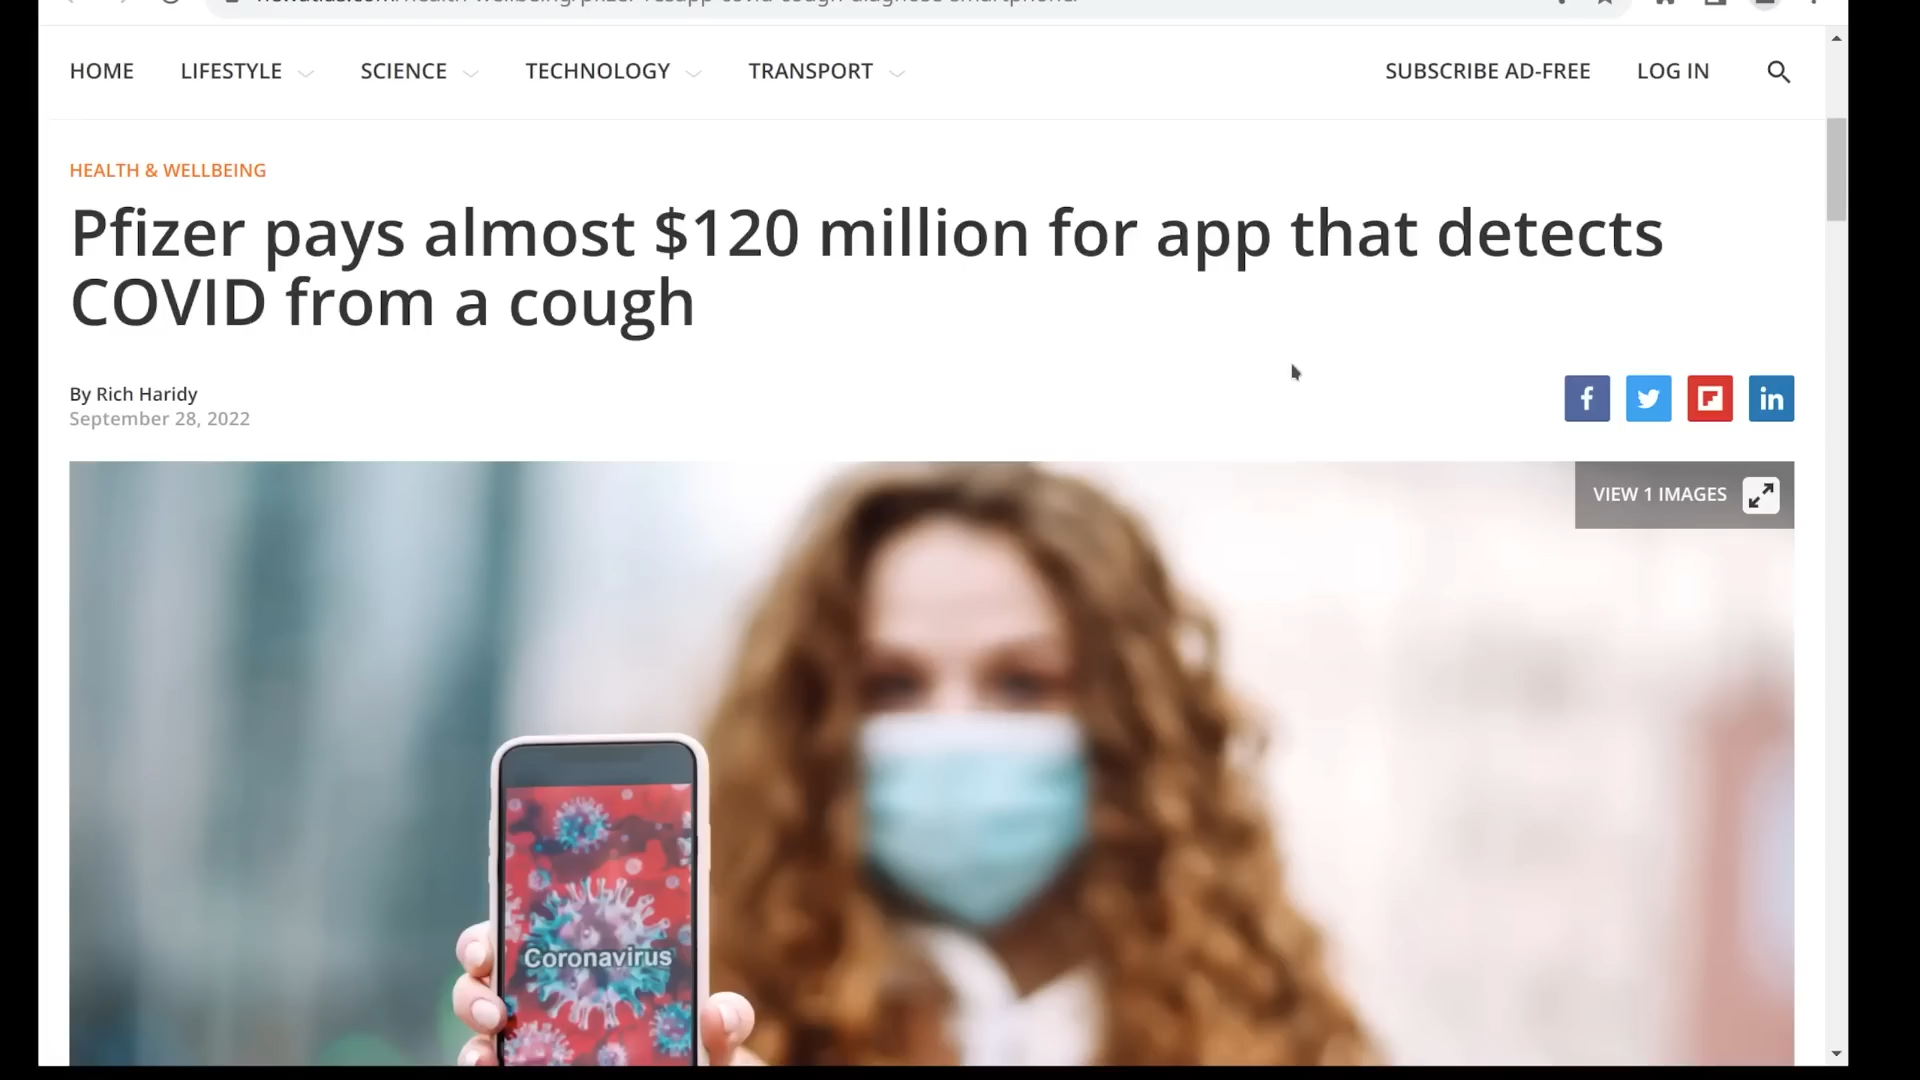 HOME LIFESTYLE SCIENCE TECHNOLOGY TRANSPORT SUBSCRIBE AD-FREE LOG IN
HEALTH & WELLBEING
Pfizer pays almost $120 million for app that detects
COVID from a cough
By Rich Haridy
September 28, 2022
VIEW 1 IMAGES
Coronavirus